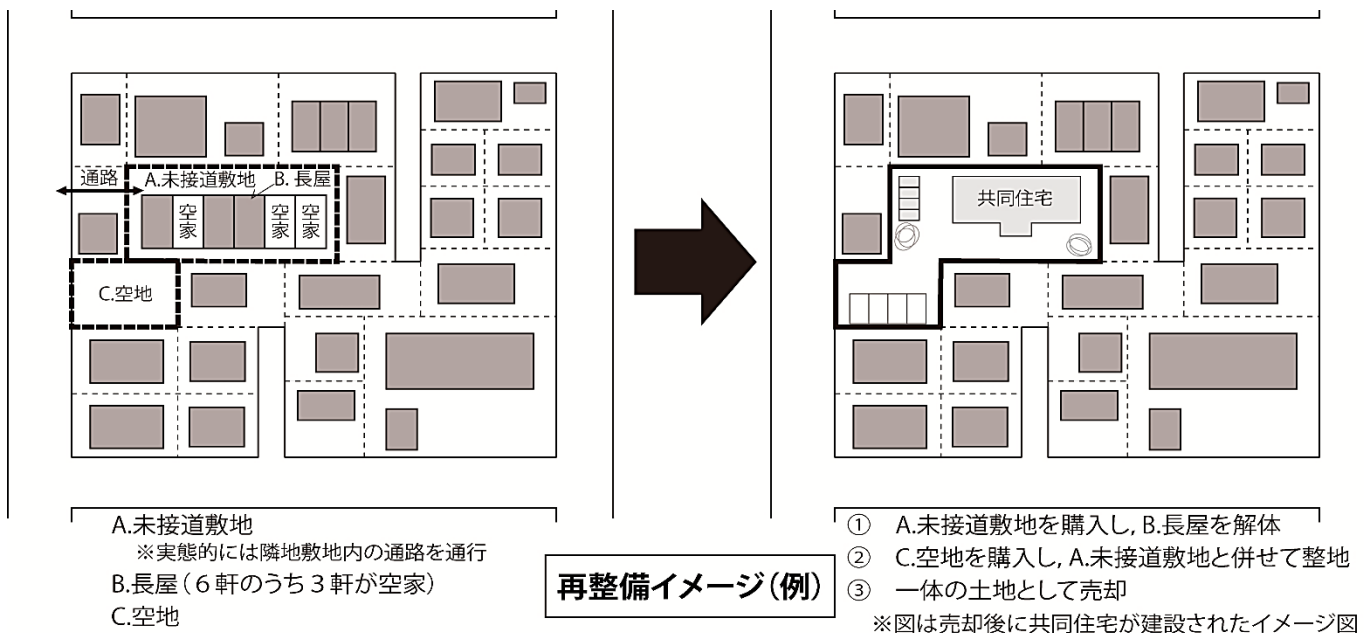 通路
A.未接道敷地
B. 長屋
空家
空家
空家
C.空地
共同住宅
A.未接道敷地
※実態的には隣地敷地内の通路を通行
B.長屋(6軒のうち3軒が空家)
C.空地
再整備イメージ(例)
① A.未接道敷地を購入し, B.長屋を解体
② C.空地を購入し, A.未接道敷地と併せて整地
③ 一体の土地として売却
※図は売却後に共同住宅が建設されたイメージ図